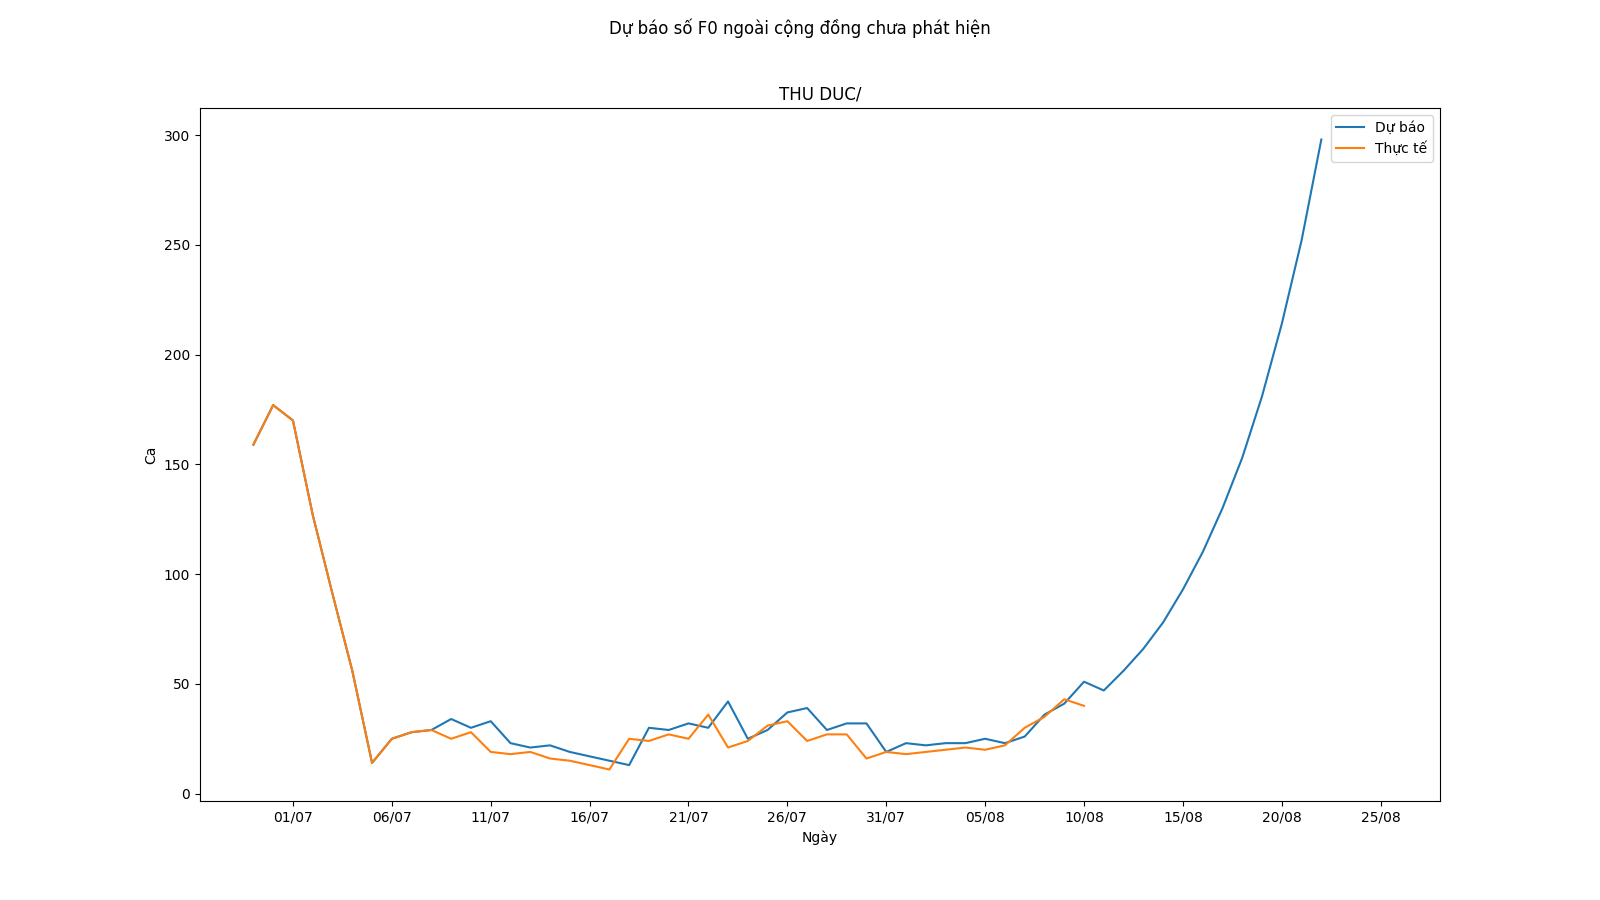 Dự báo số F0 ngoài cộng đồng chưa phát hiện
THU DUC/
Dự báo
Thực tế
300
250
200
150
100
50
0
Ca
01/07 06/07 11/07 16/07 21/07 26/07 31/07 05/08 10/08 15/08 20/08 25/08
Ngày